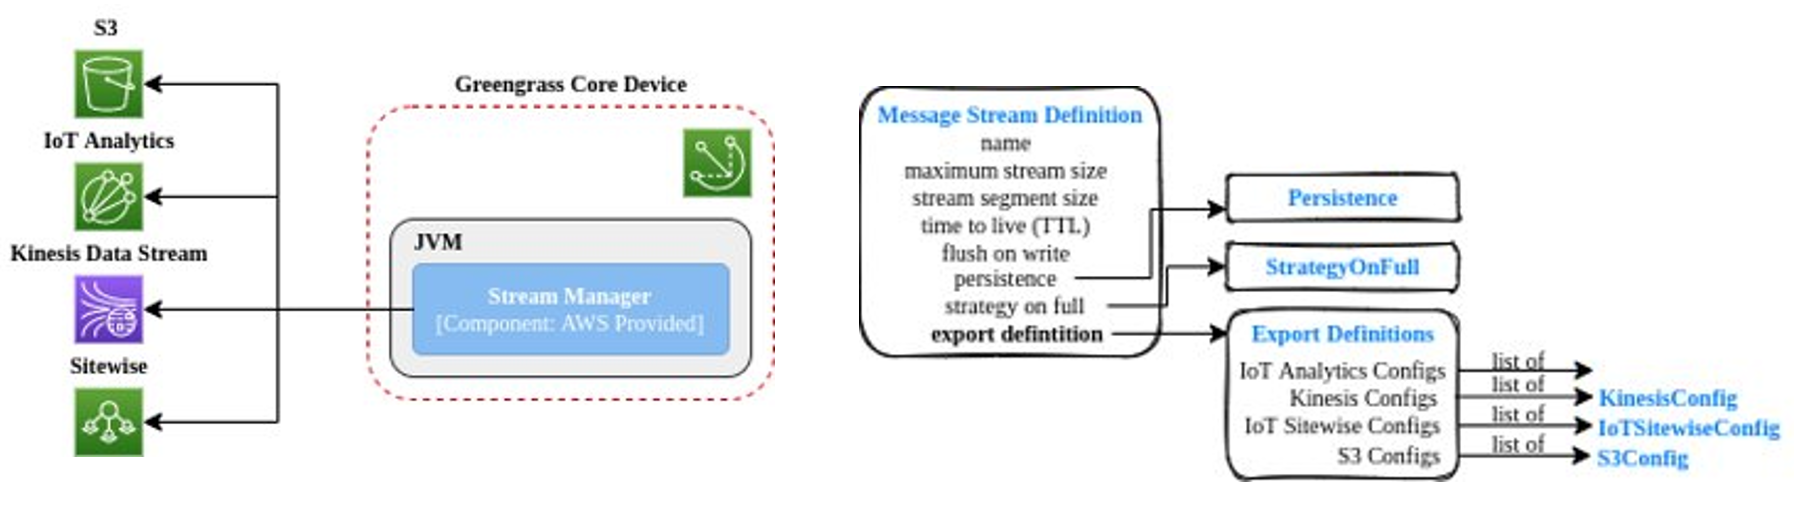 S3
IoT Analytics
Kinesis Data Stream
Sitewise
Greengrass Core Device
JVM
Stream Manager
[Component: AWS Provided]
Message Stream Definition
name
maximum stream size
stream segment size
time to live (TTL)
flush on write
persistence
strategy on full
export defintition
Persistence
StrategyOnFull
Export Definitions
IoT Analytics Configs list of
Kinesis Configs list of KinesisConfig
IoT Sitewise Configs list of IoTSitewiseConfig
S3 Configs list of S3Config